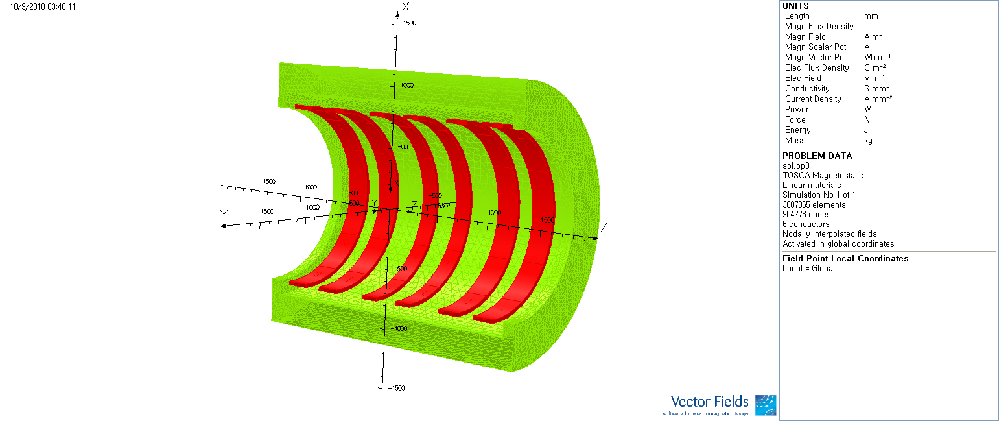 10/9/2010 03:46:11
X
1500
1000
500
X
-1500
-1000
-500
-500
Y
Z
500
Y
1500
1000
1000
1500
Z
-500
-1000
-1500
Vector Fields
software for electromagnetic design
UNITS
Length mm
Magn Flux Density T
Magn Field A m⁻¹
Magn Scalar Pot A
Magn Vector Pot Wb m⁻¹
Elec Flux Density C m⁻²
Elec Field V m⁻¹
Conductivity S mm⁻¹
Current Density A mm⁻²
Power W
Force N
Energy J
Mass kg
PROBLEM DATA
sol.op3
TOSCA Magnetostatic
Linear materials
Simulation No 1 of 1
3007365 elements
904278 nodes
6 conductors
Nodally interpolated fields
Activated in global coordinates
Field Point Local Coordinates
Local = Global